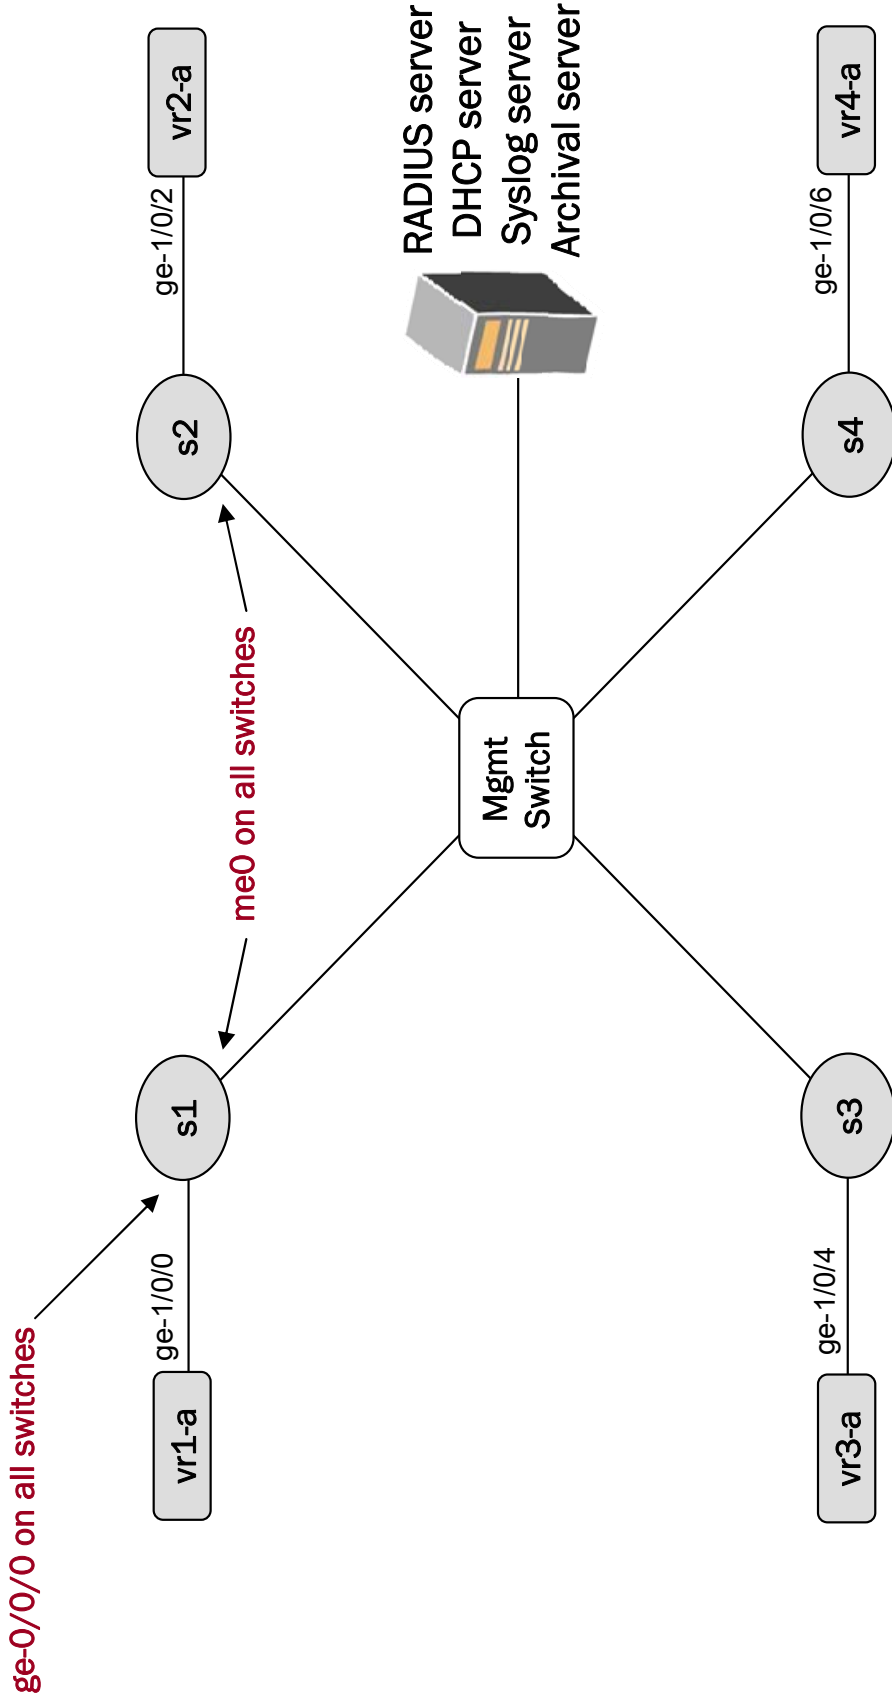 ge-0/0/0 on all switches
vr1-a
ge-1/0/0
s1
me0 on all switches
s2
ge-1/0/2
vr2-a
Mgmt
Switch
RADIUS server
DHCP server
Syslog server
Archival server
vr3-a
ge-1/0/4
s3
s4
ge-1/0/6
vr4-a